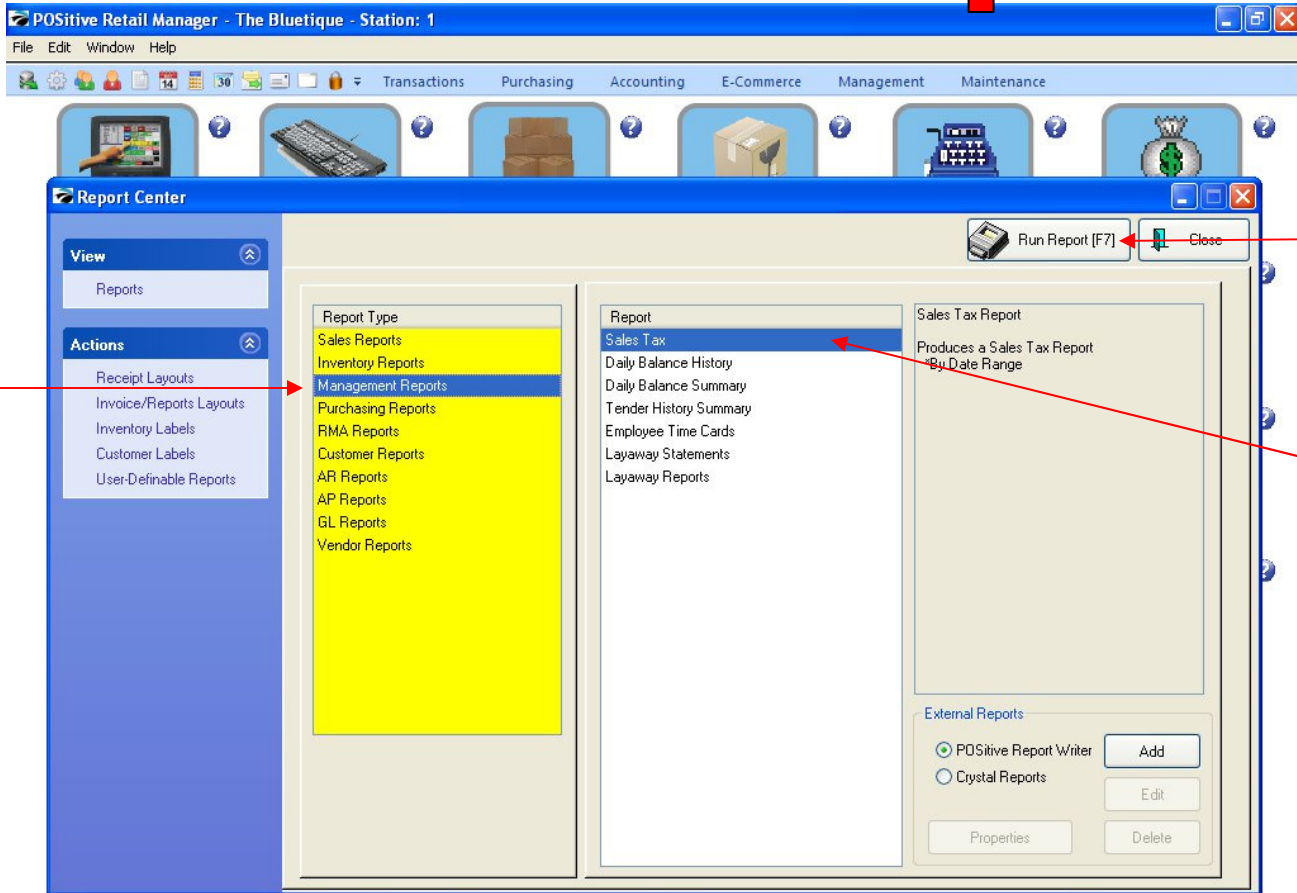 POSitive Retail Manager - The Bluetique - Station: 1
File Edit Window Help
14 30 Transactions Purchasing Accounting E-Commerce Management Maintenance
? ? ? ? ? ?
Report Center
Run Report [F7] Close
View
Reports
Actions
Receipt Layouts
Invoice/Reports Layouts
Inventory Labels
Customer Labels
User-Definable Reports
Report Type
Sales Reports
Inventory Reports
Management Reports
Purchasing Reports
RMA Reports
Customer Reports
AR Reports
AP Reports
GL Reports
Vendor Reports
Report
Sales Tax
Daily Balance History
Daily Balance Summary
Tender History Summary
Employee Time Cards
Layaway Statements
Layaway Reports
Sales Tax Report
Produces a Sales Tax Report
*By Date Range
External Reports
POSitive Report Writer
Crystal Reports
Add
Edit
Properties
Delete